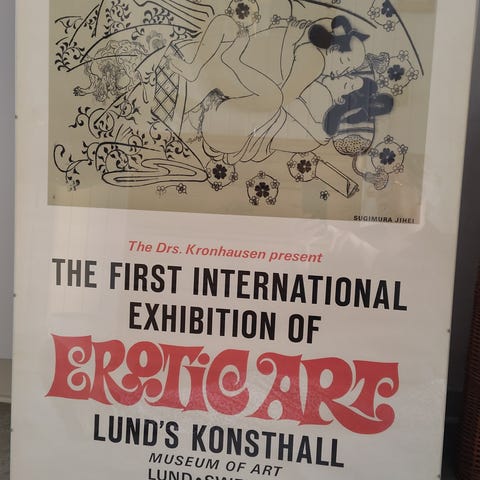 SUGIMURA JIHEI
The Drs. Kronhausen present
THE FIRST INTERNATIONAL
EXHIBITION OF
EROTIC ART
LUND'S KONSTHALL
MUSEUM OF ART